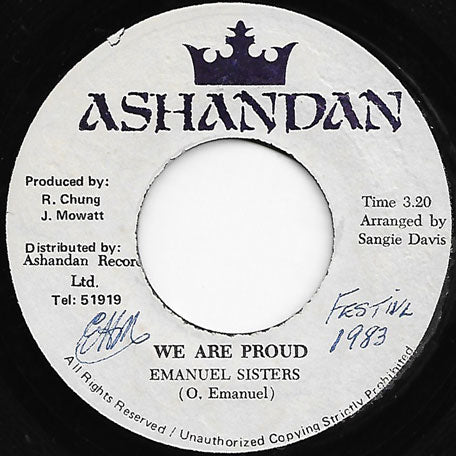 ASHANDAN
Produced by:
R. Chung
J. Mowatt
Time 3.20
Arranged by
Sangie Davis
Distributed by:
Ashandan Record
Ltd.
Tel: 51919
FESTIVL
1983
WE ARE PROUD
EMANUEL SISTERS
(O. Emanuel)
All Rights Reserved / Unauthorized Copying Strictly Prohibited